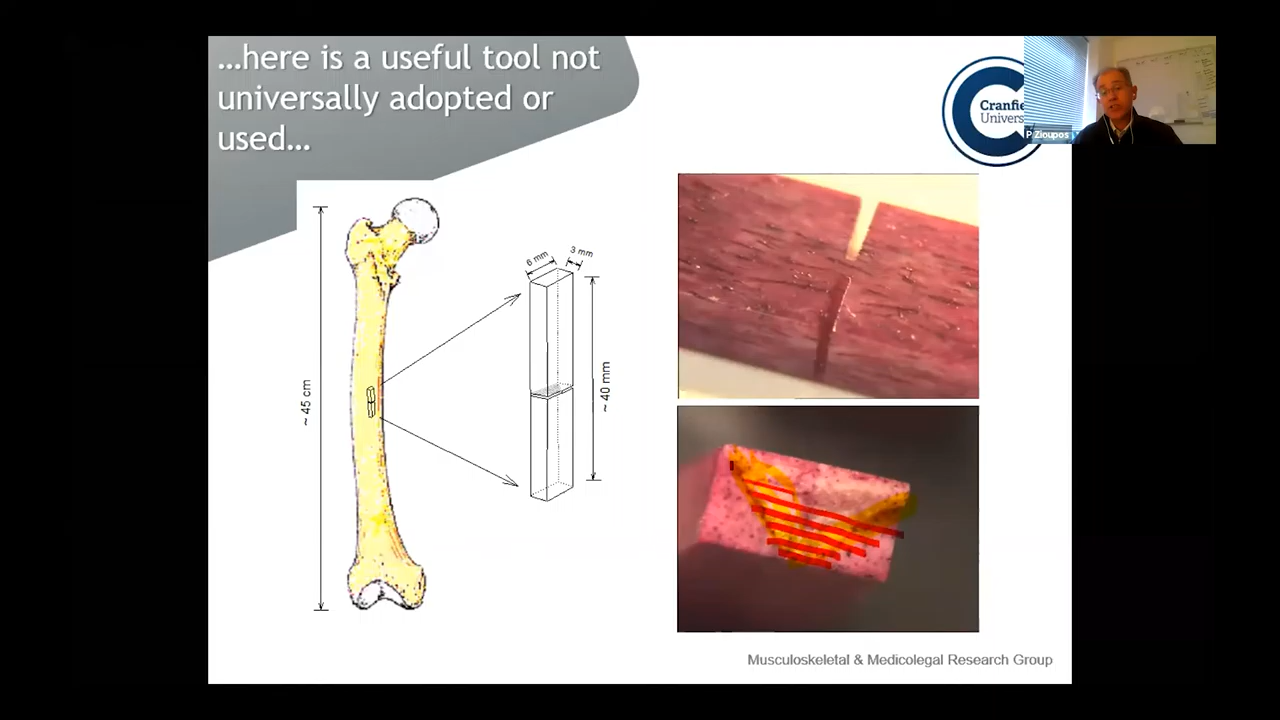 ...here is a useful tool not
universally adopted or
used...
Cranfie
Univers
P Zioupos
6 mm
3 mm
~ 45 cm
~ 40 mm
Musculoskeletal & Medicolegal Research Group